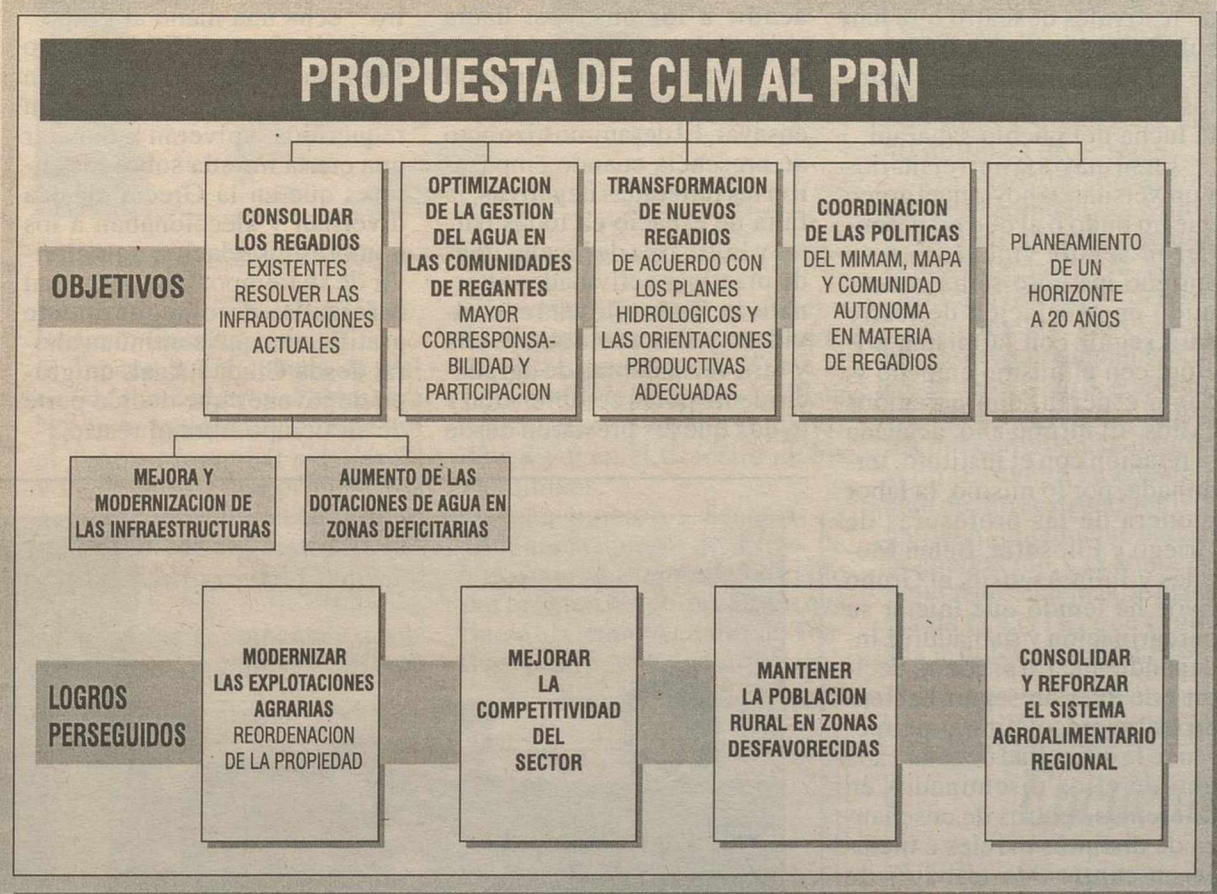 PROPUESTA DE CLM AL PRN
OBJETIVOS
CONSOLIDAR
LOS REGADIOS
EXISTENTES
RESOLVER LAS
INFRADOTACIONES
ACTUALES
OPTIMIZACION
DE LA GESTION
DEL AGUA EN
LAS COMUNIDADES
DE REGANTES
MAYOR
CORRESPONSA-
BILIDAD Y
PARTICIPACION
TRANSFORMACION
DE NUEVOS
REGADIOS
DE ACUERDO CON
LOS PLANES
HIDROLOGICOS Y
LAS ORIENTACIONES
PRODUCTIVAS
ADECUADAS
COORDINACION
DE LAS POLITICAS
DEL MIMAM, MAPA
Y COMUNIDAD
AUTONOMA
EN MATERIA
DE REGADIOS
PLANEAMIENTO
DE UN
HORIZONTE
A 20 AÑOS
MEJORA Y
MODERNIZACION DE
LAS INFRAESTRUCTURAS
AUMENTO DE LAS
DOTACIONES DE AGUA EN
ZONAS DEFICITARIAS
LOGROS
PERSEGUIDOS
MODERNIZAR
LAS EXPLOTACIONES
AGRARIAS
REORDENACION
DE LA PROPIEDAD
MEJORAR
LA
COMPETITIVIDAD
DEL
SECTOR
MANTENER
LA POBLACION
RURAL EN ZONAS
DESFAVORECIDAS
CONSOLIDAR
Y REFORZAR
EL SISTEMA
AGROALIMENTARIO
REGIONAL